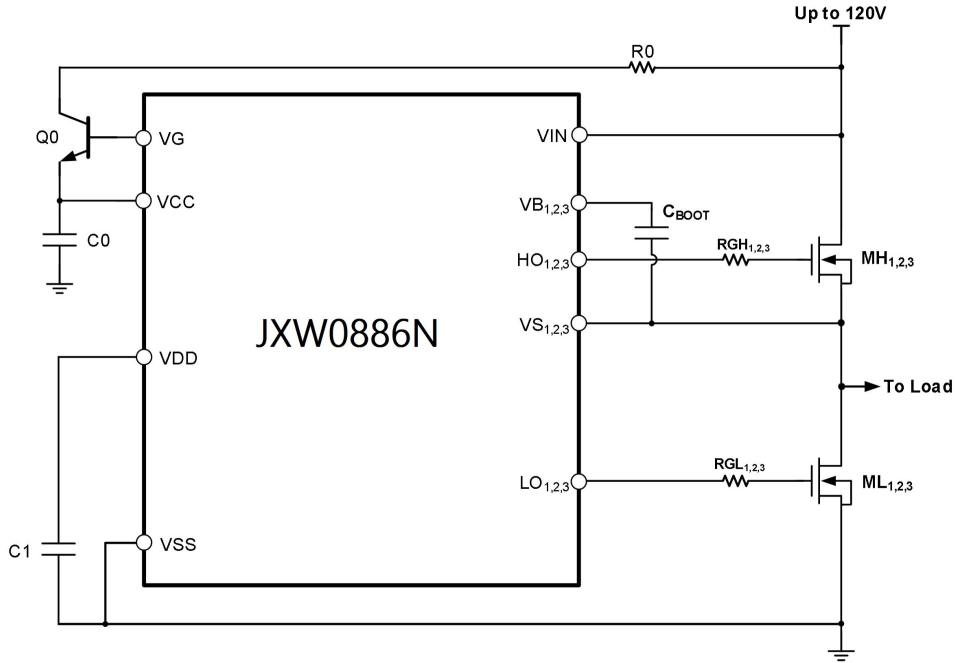 Up to 120V
R0
Q0
VG
VIN
VCC
VB1,2,3
CBOOT
C0
HO1,2,3
RGH1,2,3
MH1,2,3
JXW0886N
VS1,2,3
VDD
To Load
RGL1,2,3
LO1,2,3
ML1,2,3
C1
VSS